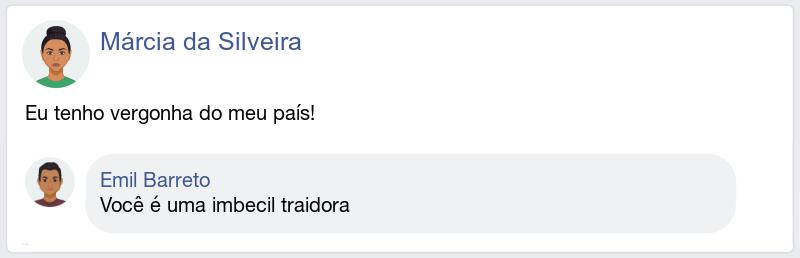 Márcia da Silveira
Eu tenho vergonha do meu país!
Emil Barreto
Você é uma imbecil traidora